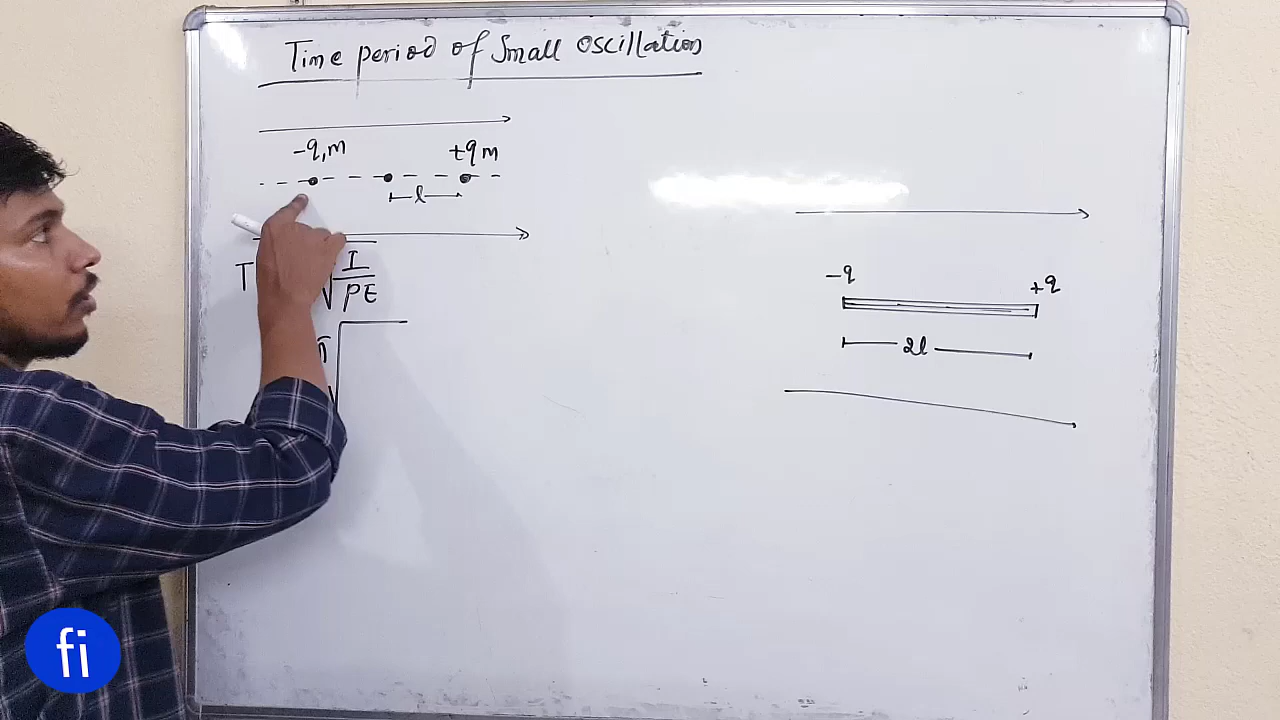 Time period of Small Oscillation
-q,m +q m
l
T √ I / PE
π √
-q +q
2l
fi